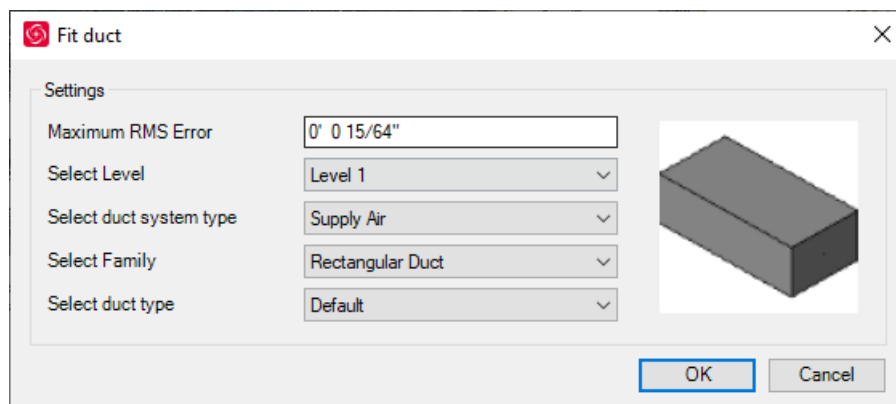 Fit duct
Settings
Maximum RMS Error 0'  0 15/64"
Select Level Level 1
Select duct system type Supply Air
Select Family Rectangular Duct
Select duct type Default
OK Cancel